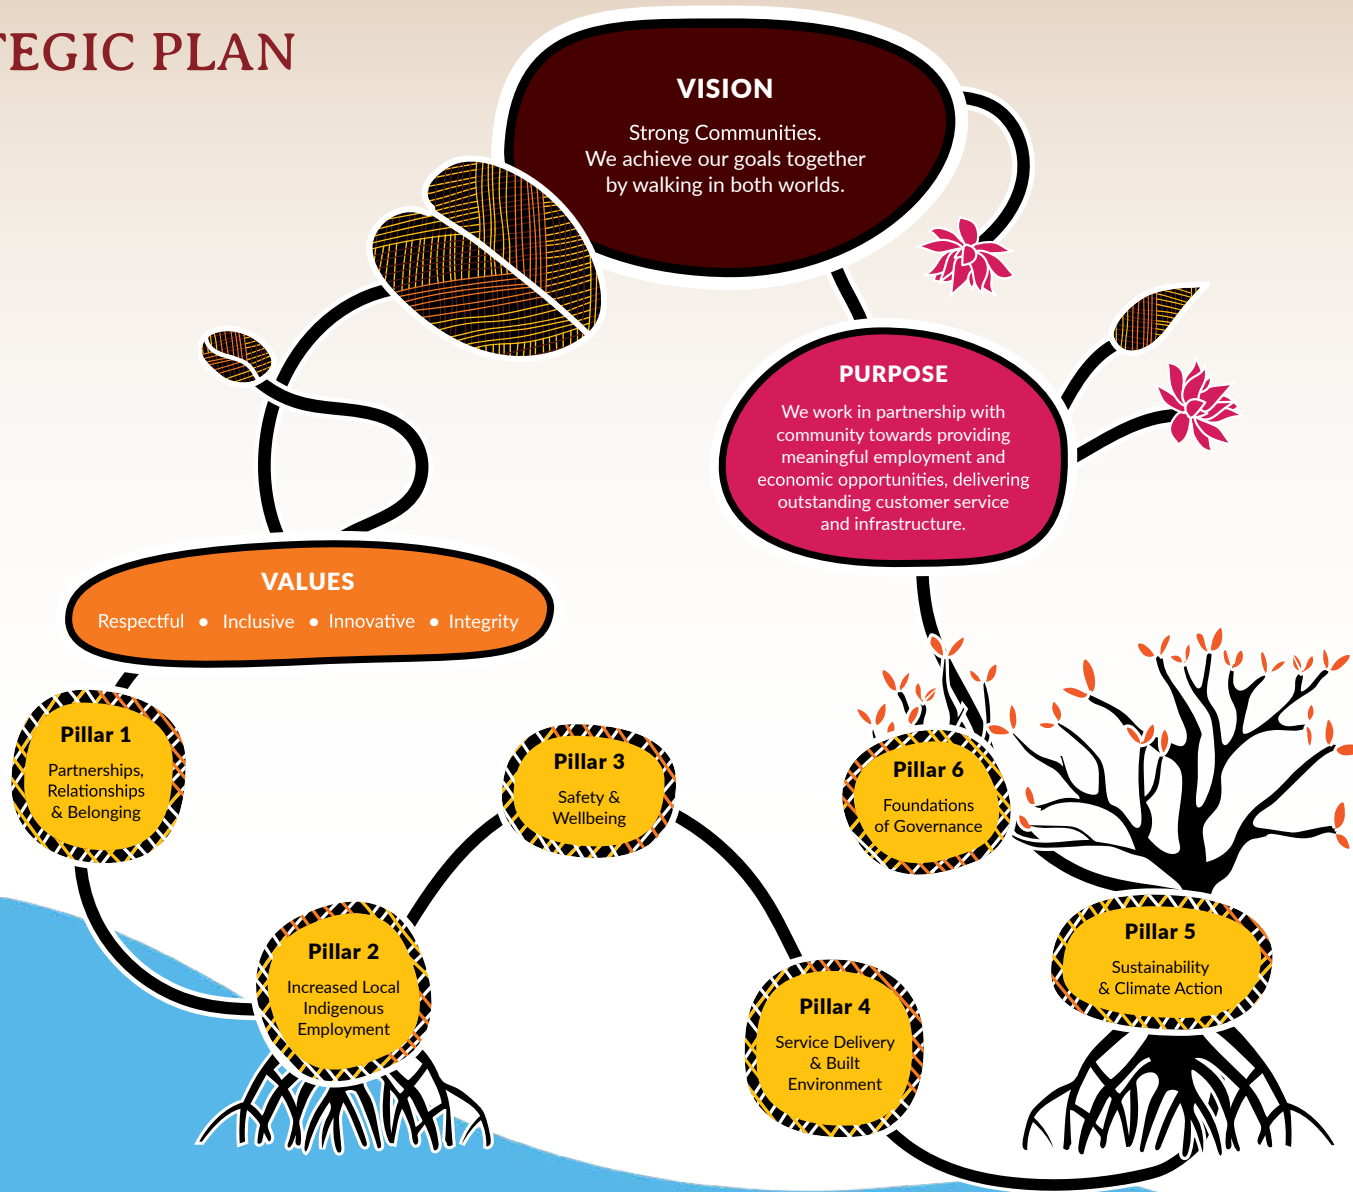 TEGIC PLAN
VISION
Strong Communities.
We achieve our goals together
by walking in both worlds.
PURPOSE
We work in partnership with
community towards providing
meaningful employment and
economic opportunities, delivering
outstanding customer service
and infrastructure.
VALUES
Respectful • Inclusive • Innovative • Integrity
Pillar 1
Partnerships,
Relationships
& Belonging
Pillar 2
Increased Local
Indigenous
Employment
Pillar 3
Safety &
Wellbeing
Pillar 4
Service Delivery
& Built
Environment
Pillar 5
Sustainability
& Climate Action
Pillar 6
Foundations
of Governance